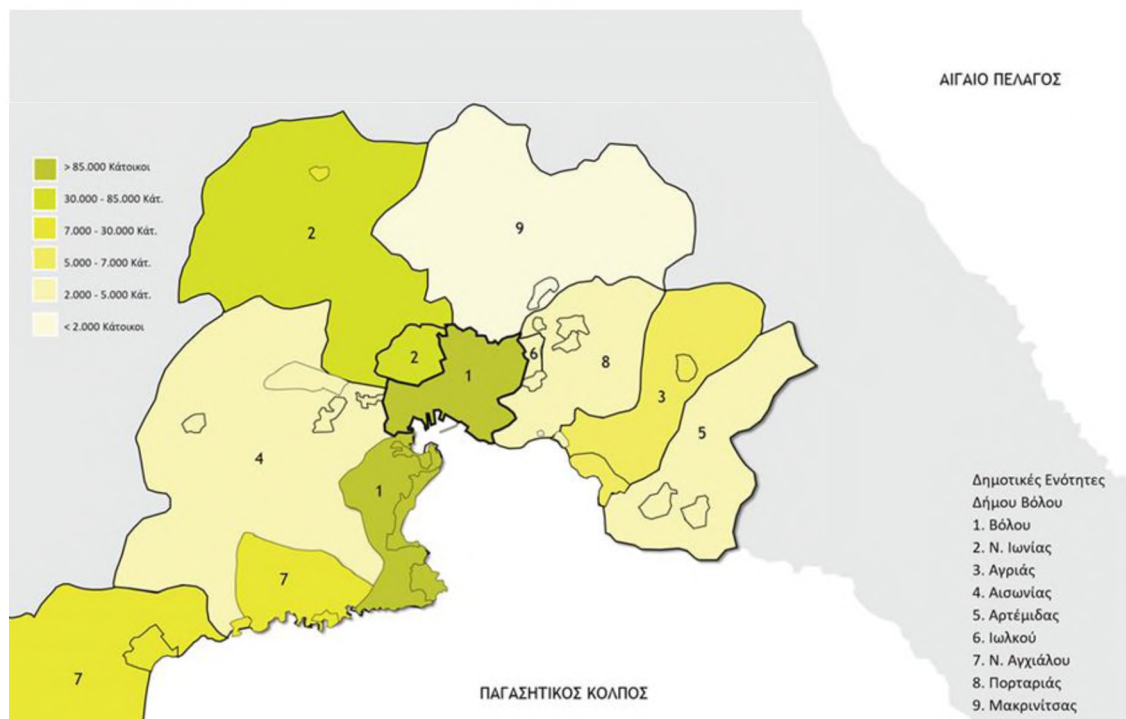 ΑΙΓΑΙΟ ΠΕΛΑΓΟΣ
> 85.000 Κάτοικοι
30.000 - 85.000 Κάτ.
7.000 - 30.000 Κάτ.
5.000 - 7.000 Κάτ.
2.000 - 5.000 Κάτ.
< 2.000 Κάτοικοι
2
9
2
1
6
8
3
5
4
1
7
7
Δημοτικές Ενότητες
Δήμου Βόλου
1. Βόλου
2. Ν. Ιωνίας
3. Αγριάς
4. Αισωνίας
5. Αρτέμιδας
6. Ιωλκού
7. Ν. Αγχιάλου
8. Πορταριάς
9. Μακρινίτσας
ΠΑΓΑΣΗΤΙΚΟΣ ΚΟΛΠΟΣ